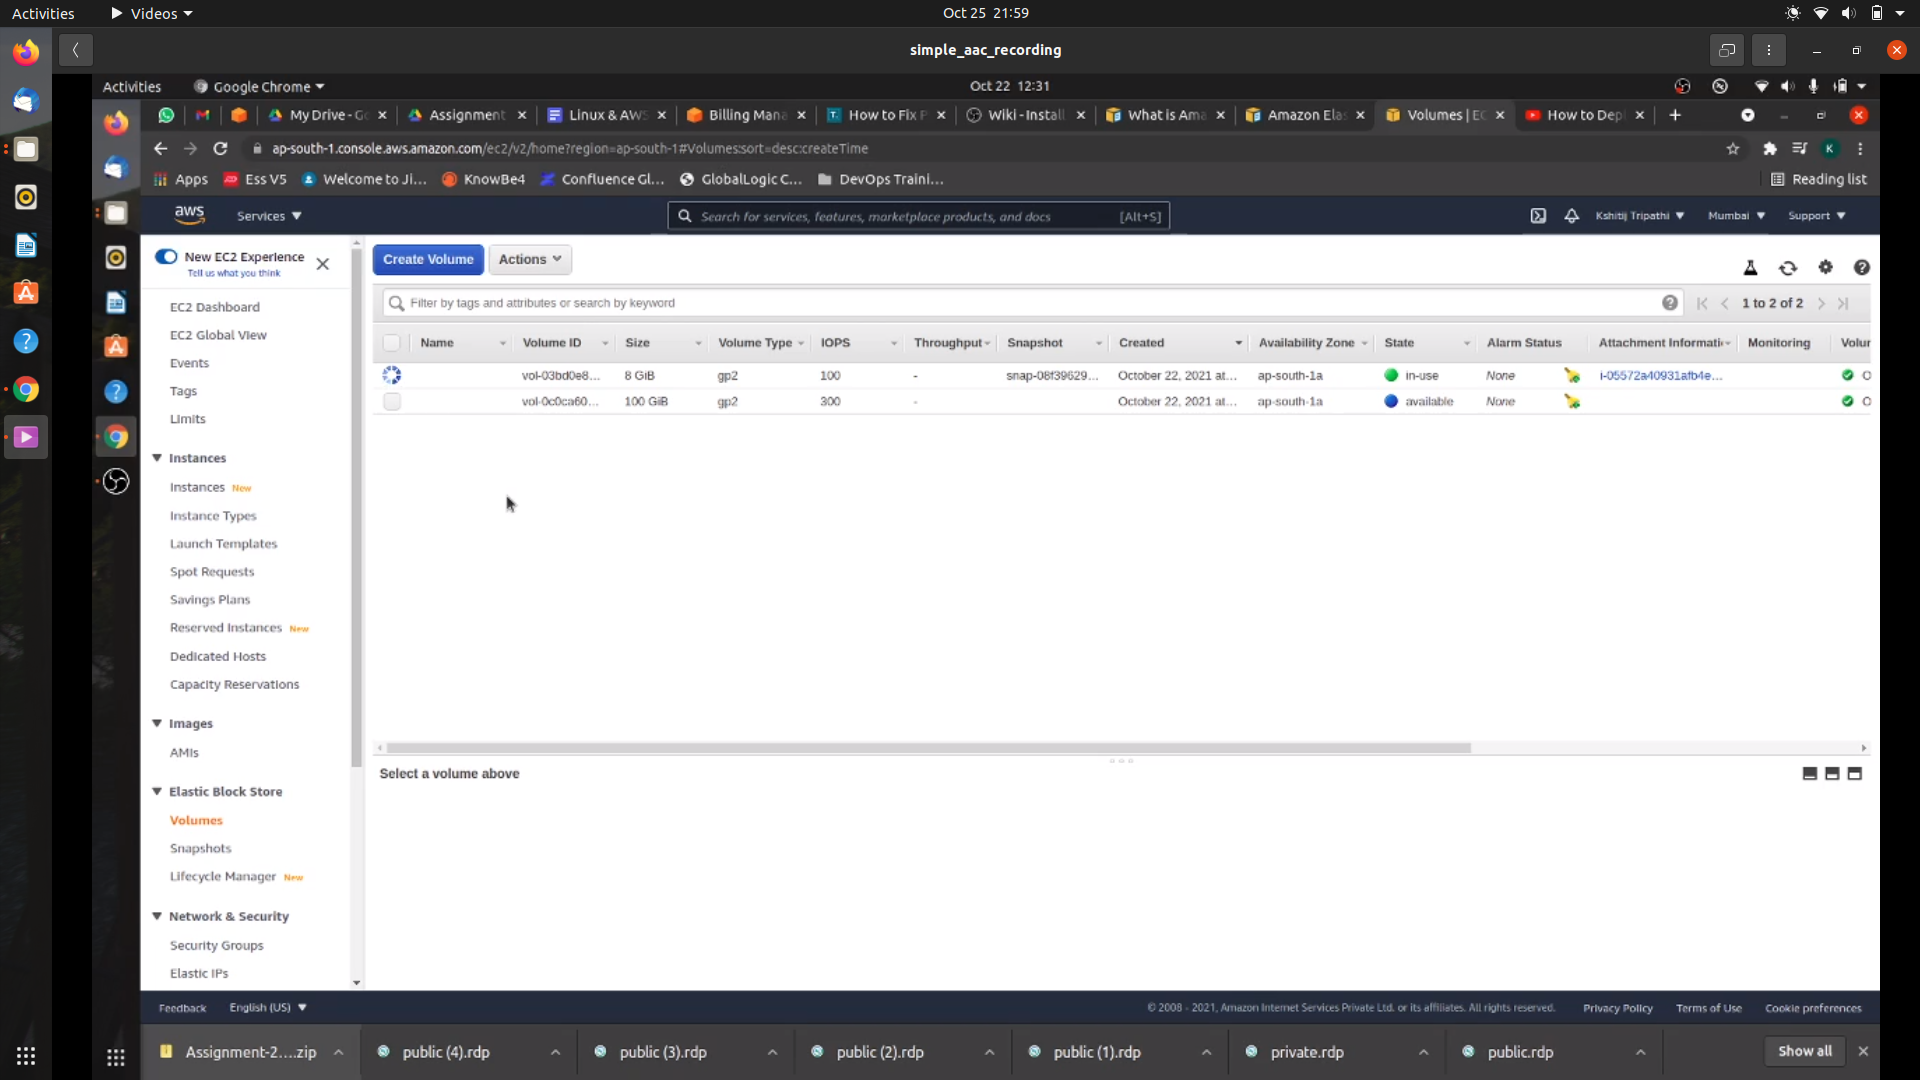 Activities
Videos
Oct 25 21:59
simple_aac_recording
Activities
Google Chrome
Oct 22 12:31
My Drive - Go
Assignment
Linux & AWS
Billing Mana
How to Fix F
Wiki - Install
What is Ama
Amazon Elas
Volumes | EC
How to Depl
ap-south-1.console.aws.amazon.com/ec2/v2/home?region=ap-south-1#Volumes:sort=desc:createTime
K
Apps
Ess V5
Welcome to Ji...
KnowBe4
Confluence Gl...
GlobalLogic C...
DevOps Traini...
Reading list
aws
Services
Search for services, features, marketplace products, and docs
[Alt+S]
Kshitij Tripathi
Mumbai
Support
New EC2 Experience
Tell us what you think
EC2 Dashboard
EC2 Global View
Events
Tags
Limits
Instances
Instances New
Instance Types
Launch Templates
Spot Requests
Savings Plans
Reserved Instances New
Dedicated Hosts
Capacity Reservations
Images
AMIs
Elastic Block Store
Volumes
Snapshots
Lifecycle Manager New
Network & Security
Security Groups
Elastic IPs
Create Volume
Actions
Filter by tags and attributes or search by keyword
1 to 2 of 2
Name Volume ID Size Volume Type IOPS Throughput Snapshot Created Availability Zone State Alarm Status Attachment Informati Monitoring Volur
vol-03bd0e8... 8 GiB gp2 100 - snap-08f39629... October 22, 2021 at... ap-south-1a in-use None i-05572a40931afb4e... O
vol-0c0ca60... 100 GiB gp2 300 - October 22, 2021 at... ap-south-1a available None O
Select a volume above
Feedback
English (US)
© 2008 - 2021, Amazon Internet Services Private Ltd. or its affiliates. All rights reserved.
Privacy Policy
Terms of Use
Cookie preferences
Assignment-2....zip
public (4).rdp
public (3).rdp
public (2).rdp
public (1).rdp
private.rdp
public.rdp
Show all